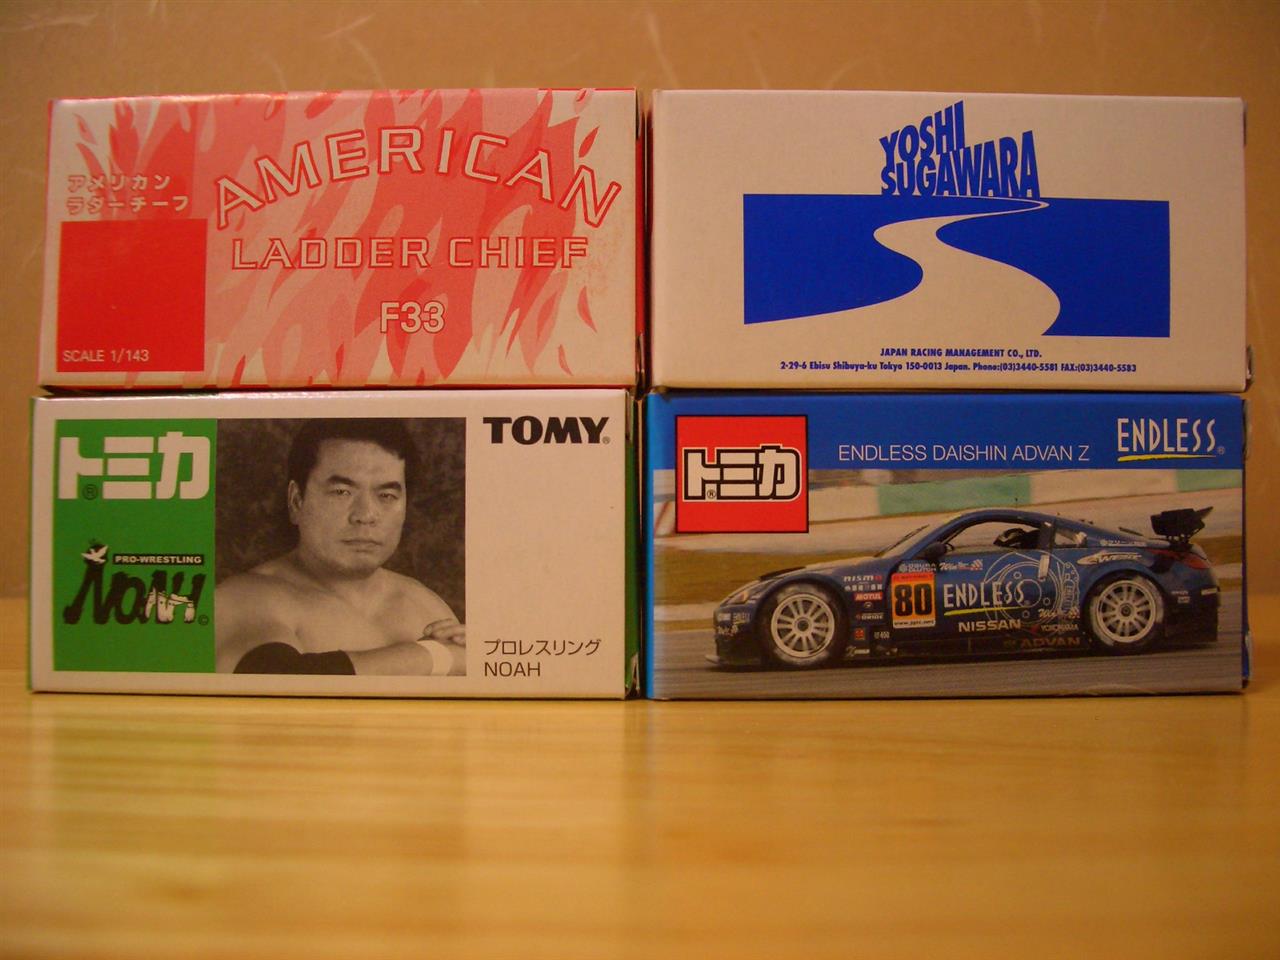 アメリカン
ラダーチーフ
AMERICAN
LADDER CHIEF
F33
SCALE 1/143
YOSHI
SUGAWARA
JAPAN RACING MANAGEMENT CO., LTD.
2-29-6 Ebisu Shibuya-ku Tokyo 150-0013 Japan. Phone:(03)3440-5581 FAX:(03)3440-5583
トミカ®
PRO-WRESTLING
NOAH©
TOMY®
プロレスリング
NOAH
トミカ®
ENDLESS DAISHIN ADVAN Z
ENDLESS®
nismo
MOTUL
80
ENDLESS
NISSAN
YOKOHAMA
ADVAN